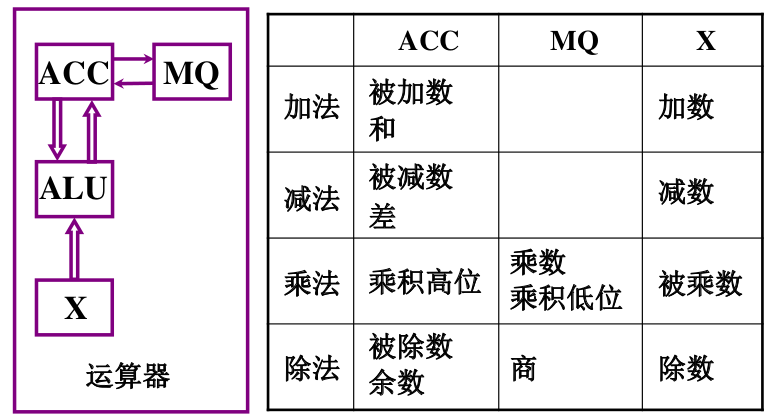 ACC
MQ
ALU
X
运算器
ACC MQ X
加法 被加数 加数
和
减法 被减数 减数
差
乘法 乘积高位 乘数 被乘数
乘积低位
除法 被除数 商 除数
余数